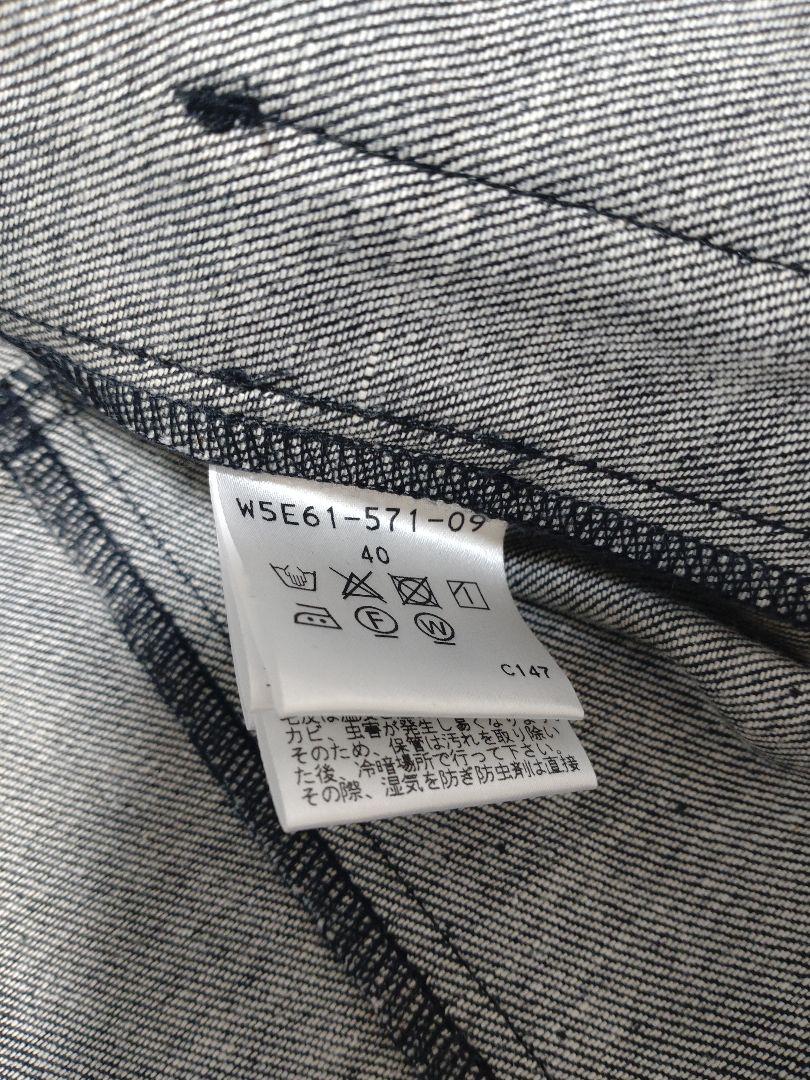 W5E61-571-09
40
F W
C147
カビ、虫害が発生し易くなります。
そのため、保管は汚れを取り除い
た後、冷暗場所で行って下さい。
その際、湿気を防ぎ防虫剤は直接